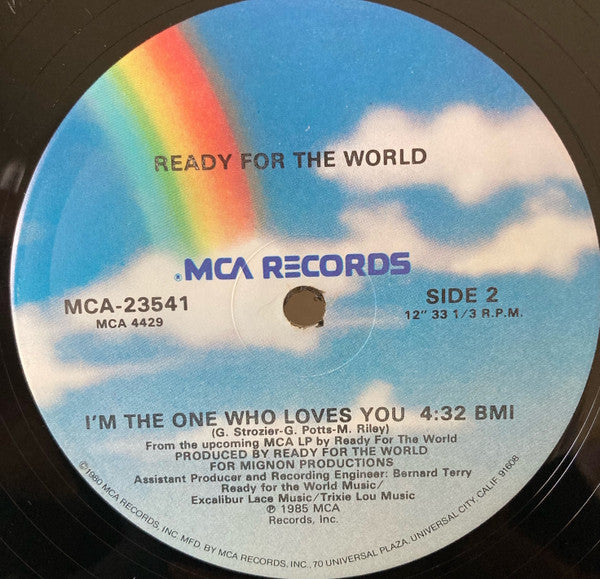 READY FOR THE WORLD
®MCA RECORDS
MCA-23541
MCA 4429
SIDE 2
12" 33 1/3 R.P.M.
I'M THE ONE WHO LOVES YOU 4:32 BMI
(G. Strozier-G. Potts-M. Riley)
From the upcoming MCA LP by Ready For The World
PRODUCED BY READY FOR THE WORLD
FOR MIGNON PRODUCTIONS
Assistant Producer and Recording Engineer: Bernard Terry
Ready for the World Music/
Excalibur Lace Music/Trixie Lou Music
℗ 1985 MCA
Records, Inc.
©1980 MCA RECORDS, INC. MFD. BY MCA RECORDS, INC., 70 UNIVERSAL PLAZA, UNIVERSAL CITY, CALIF. 91608